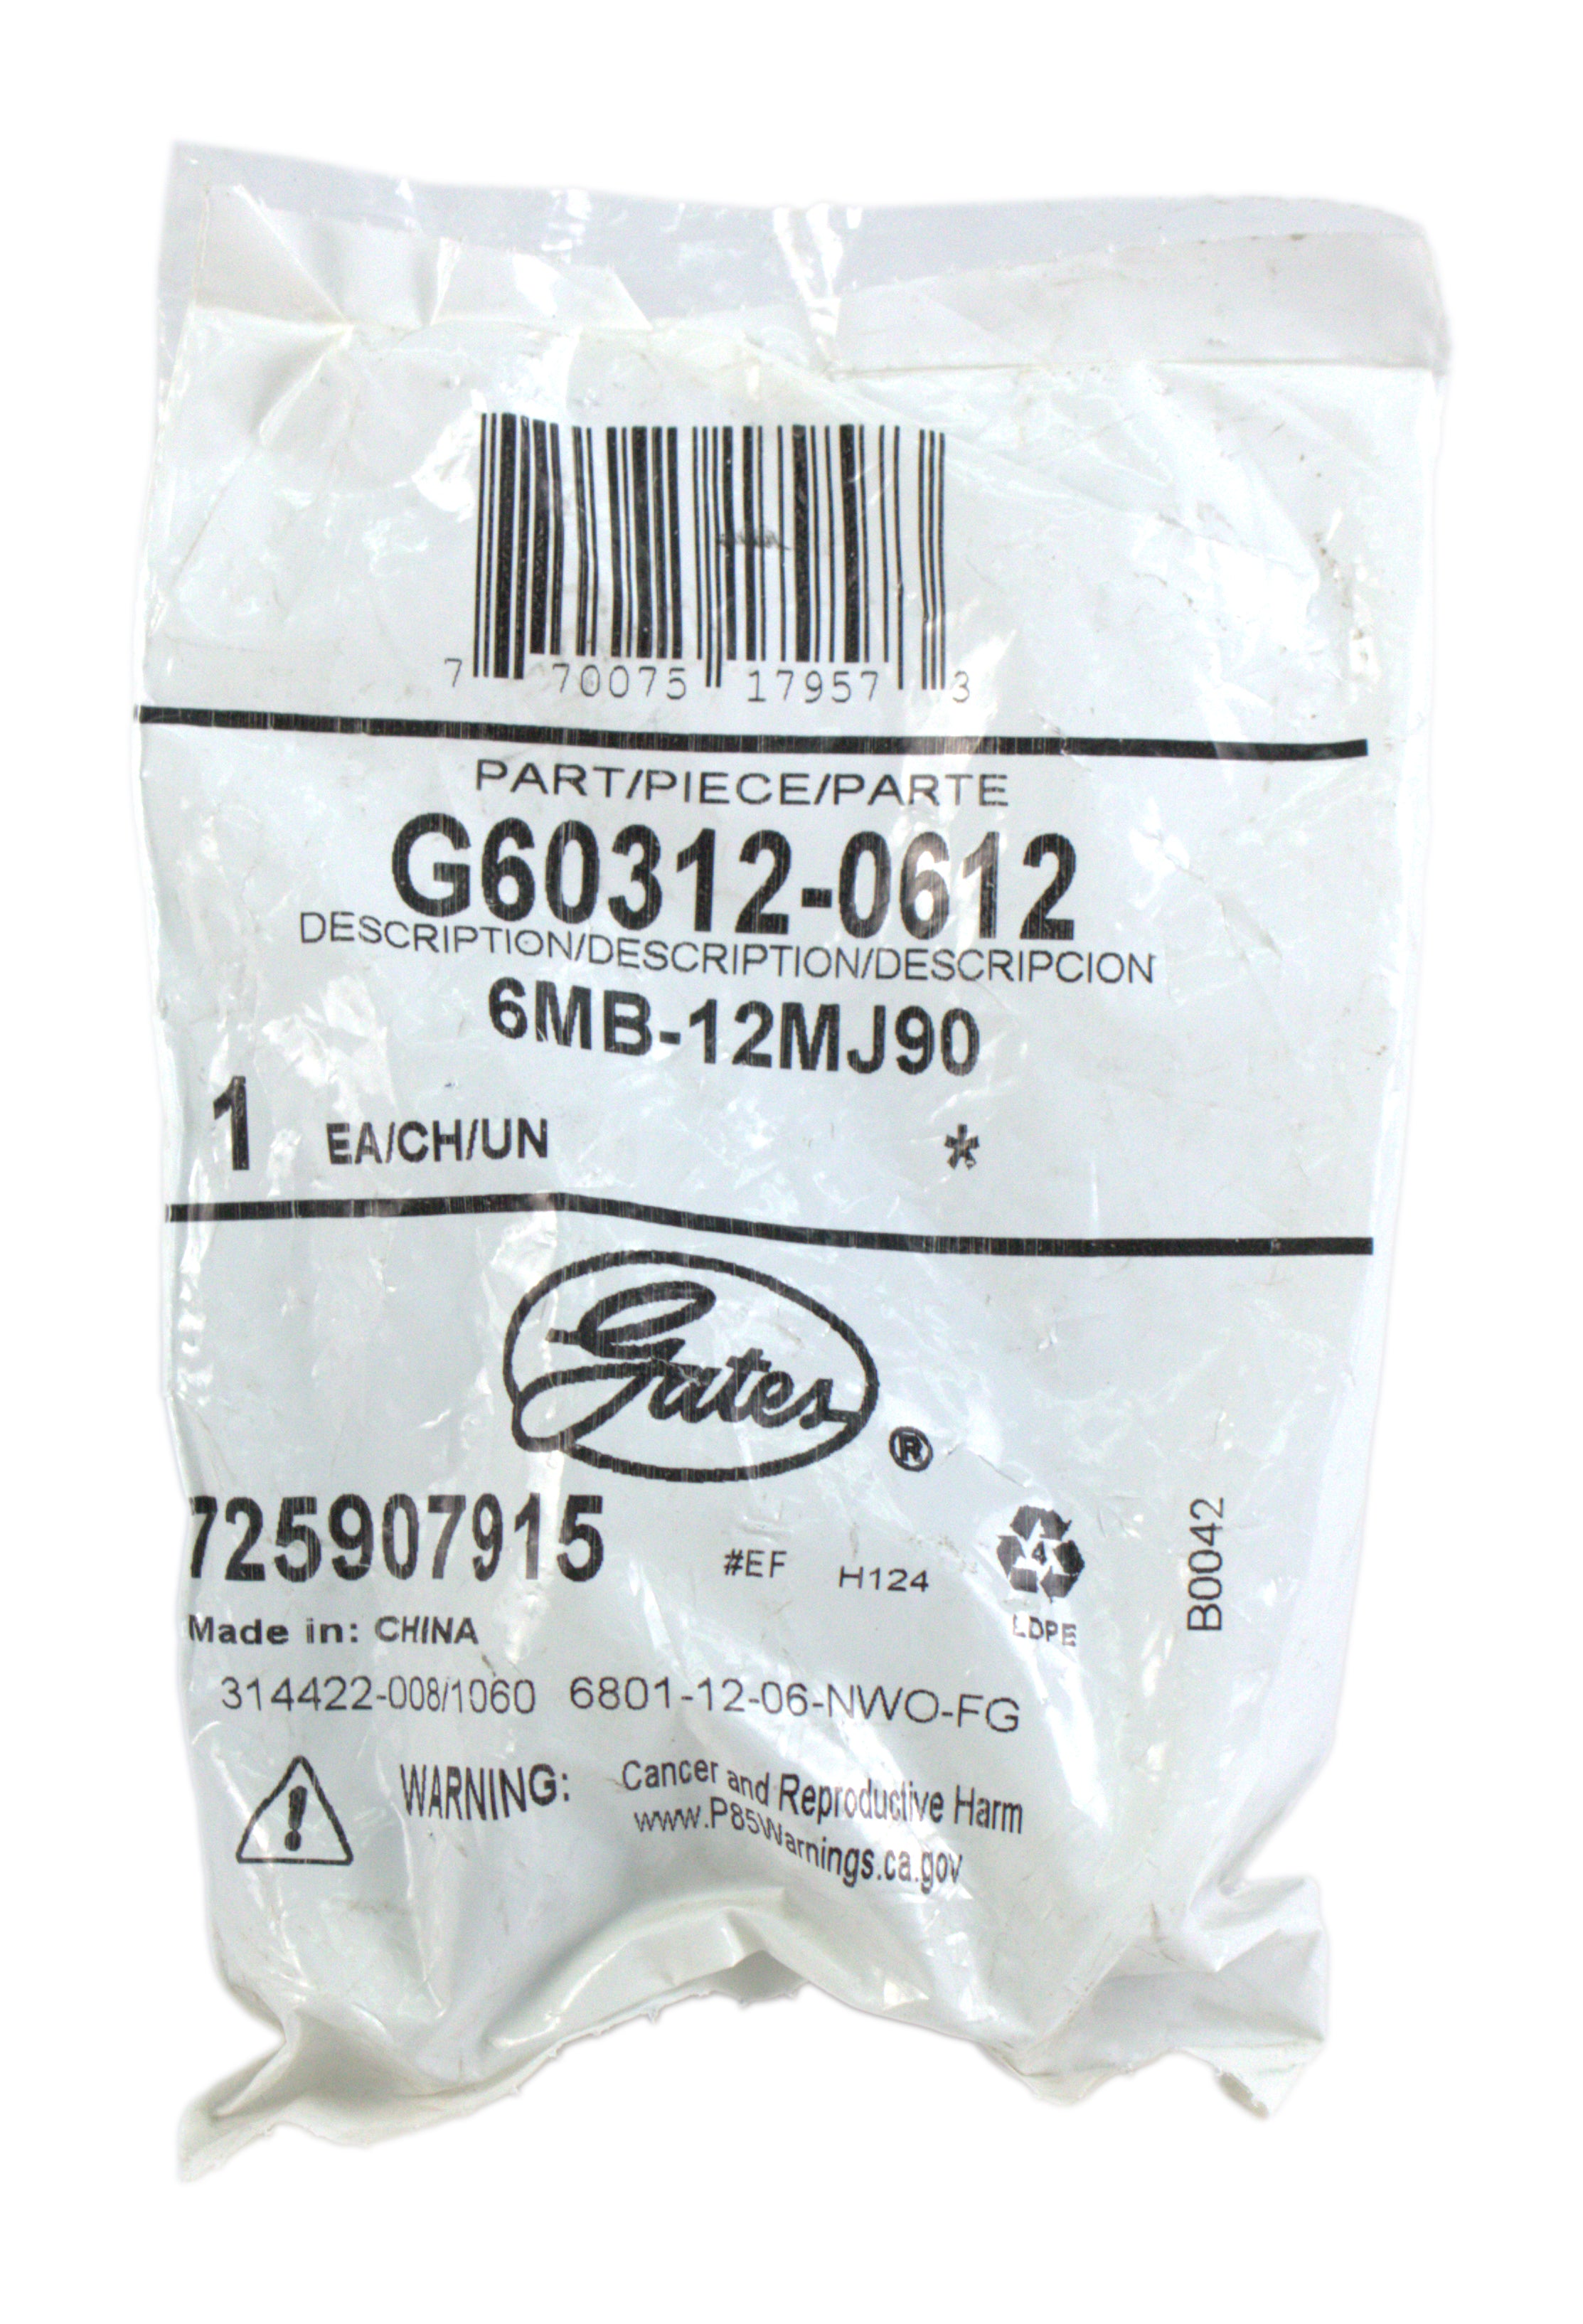 7 70075 17957 3
PART/PIECE/PARTE
G60312-0612
DESCRIPTION/DESCRIPTION/DESCRIPCION
6MB-12MJ90
1 EA/CH/UN *
Gates ®
725907915 #EF H124 4
LDPE
B0042
Made in: CHINA
314422-008/1060 6801-12-06-NWO-FG
! WARNING: Cancer and Reproductive Harm
www.P85Warnings.ca.gov